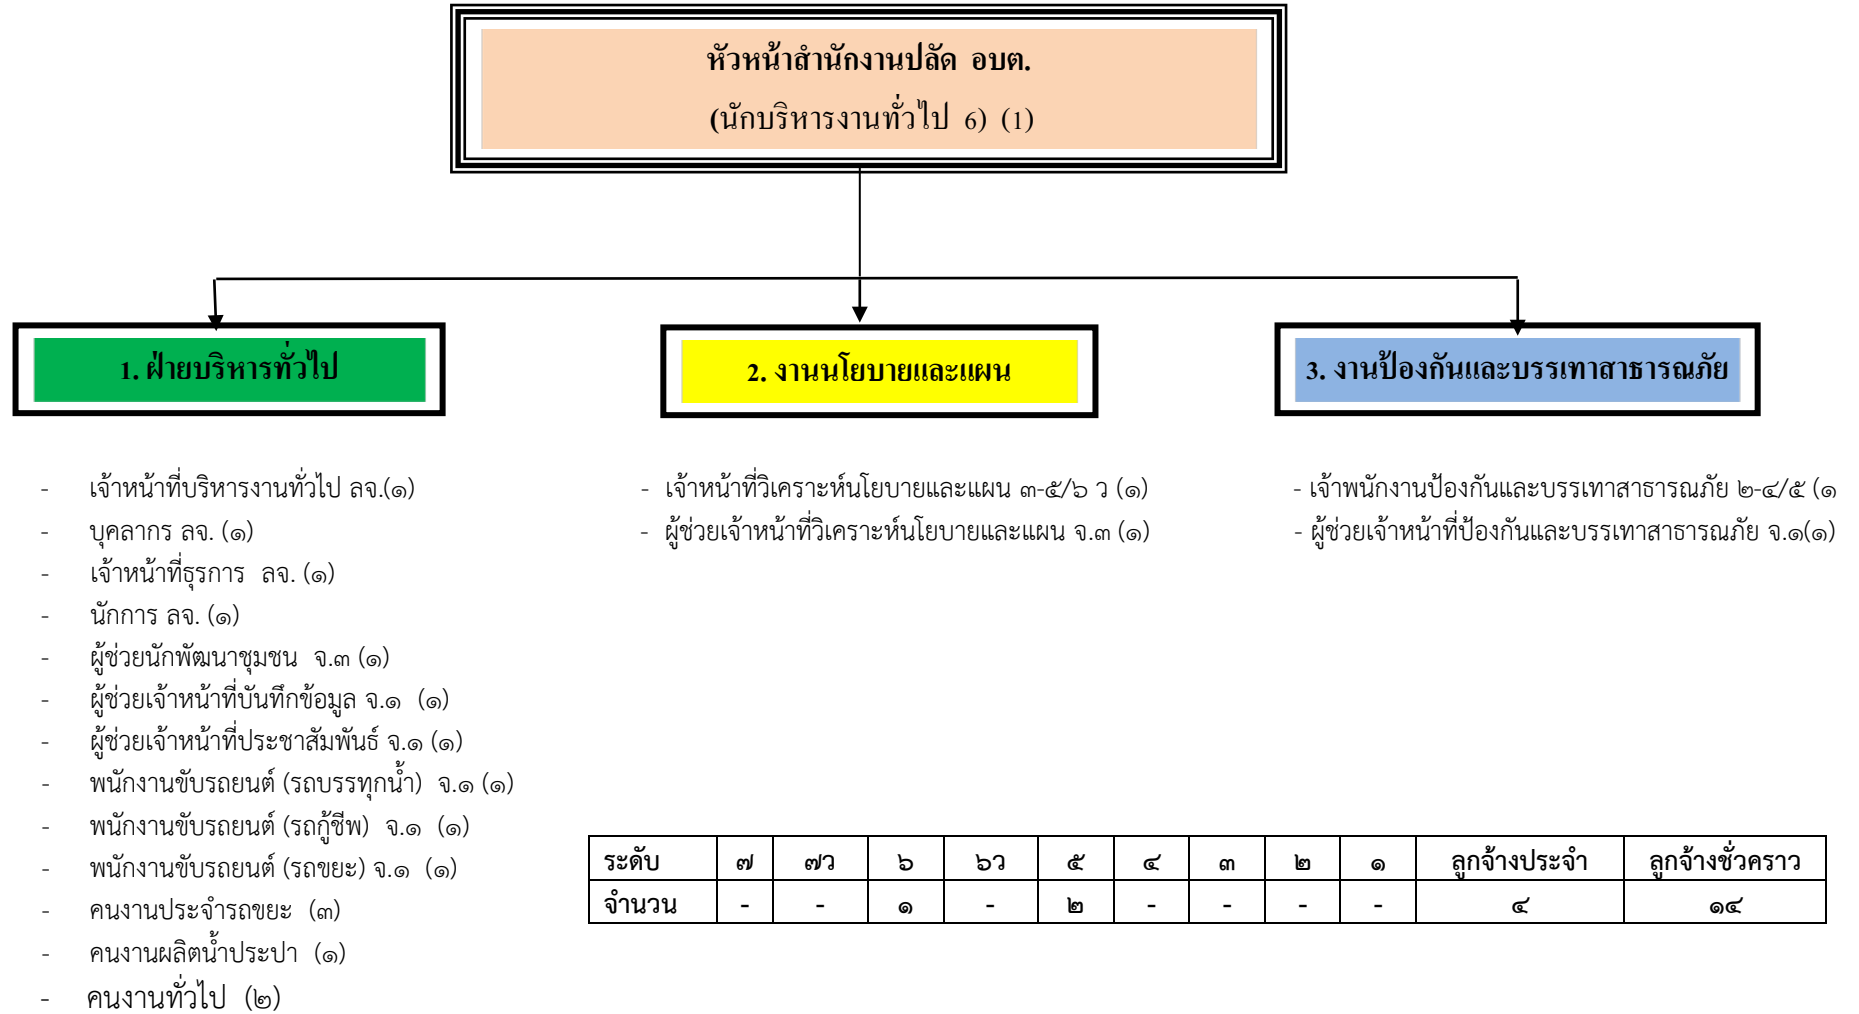 หัวหน้าสำนักงานปลัด อบต.
(นักบริหารงานทั่วไป 6) (1)
1. ฝ่ายบริหารทั่วไป
2. งานนโยบายและแผน
3. งานป้องกันและบรรเทาสาธารณภัย
- เจ้าหน้าที่บริหารงานทั่วไป ลจ.(๑)
- บุคลากร ลจ. (๑)
- เจ้าหน้าที่ธุรการ ลจ. (๑)
- นักการ ลจ. (๑)
- ผู้ช่วยนักพัฒนาชุมชน จ.๓ (๑)
- ผู้ช่วยเจ้าหน้าที่บันทึกข้อมูล จ.๑ (๑)
- ผู้ช่วยเจ้าหน้าที่ประชาสัมพันธ์ จ.๑ (๑)
- พนักงานขับรถยนต์ (รถบรรทุกน้ำ) จ.๑ (๑)
- พนักงานขับรถยนต์ (รถกู้ชีพ) จ.๑ (๑)
- พนักงานขับรถยนต์ (รถขยะ) จ.๑ (๑)
- คนงานประจำรถขยะ (๓)
- คนงานผลิตน้ำประปา (๑)
- คนงานทั่วไป (๒)
- เจ้าหน้าที่วิเคราะห์นโยบายและแผน ๓-๕/๖ ว (๑)
- ผู้ช่วยเจ้าหน้าที่วิเคราะห์นโยบายและแผน จ.๓ (๑)
- เจ้าพนักงานป้องกันและบรรเทาสาธารณภัย ๒-๔/๕ (๑
- ผู้ช่วยเจ้าหน้าที่ป้องกันและบรรเทาสาธารณภัย จ.๑(๑)
ระดับ ๗ ๗ว ๖ ๖ว ๕ ๔ ๓ ๒ ๑ ลูกจ้างประจำ ลูกจ้างชั่วคราว
จำนวน - - ๑ - ๒ - - - - ๔ ๑๔